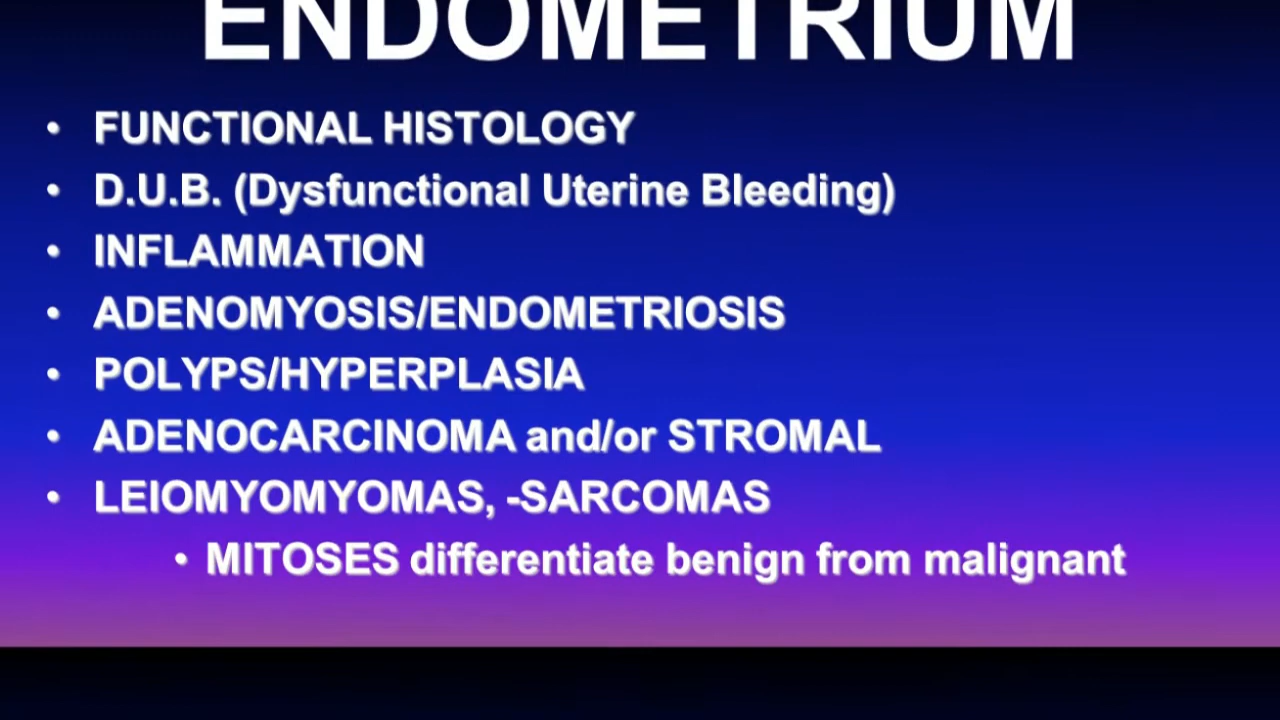 ENDOMETRIUM
• FUNCTIONAL HISTOLOGY
• D.U.B. (Dysfunctional Uterine Bleeding)
• INFLAMMATION
• ADENOMYOSIS/ENDOMETRIOSIS
• POLYPS/HYPERPLASIA
• ADENOCARCINOMA and/or STROMAL
• LEIOMYOMYOMAS, -SARCOMAS
• MITOSES differentiate benign from malignant